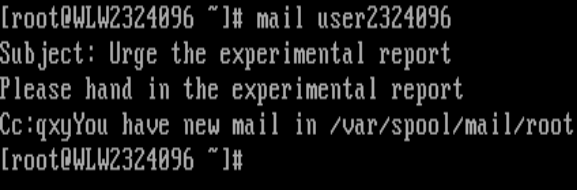 [root@WLW2324096 ~]# mail user2324096
Subject: Urge the experimental report
Please hand in the experimental report
Cc:qxyYou have new mail in /var/spool/mail/root
[root@WLW2324096 ~]#